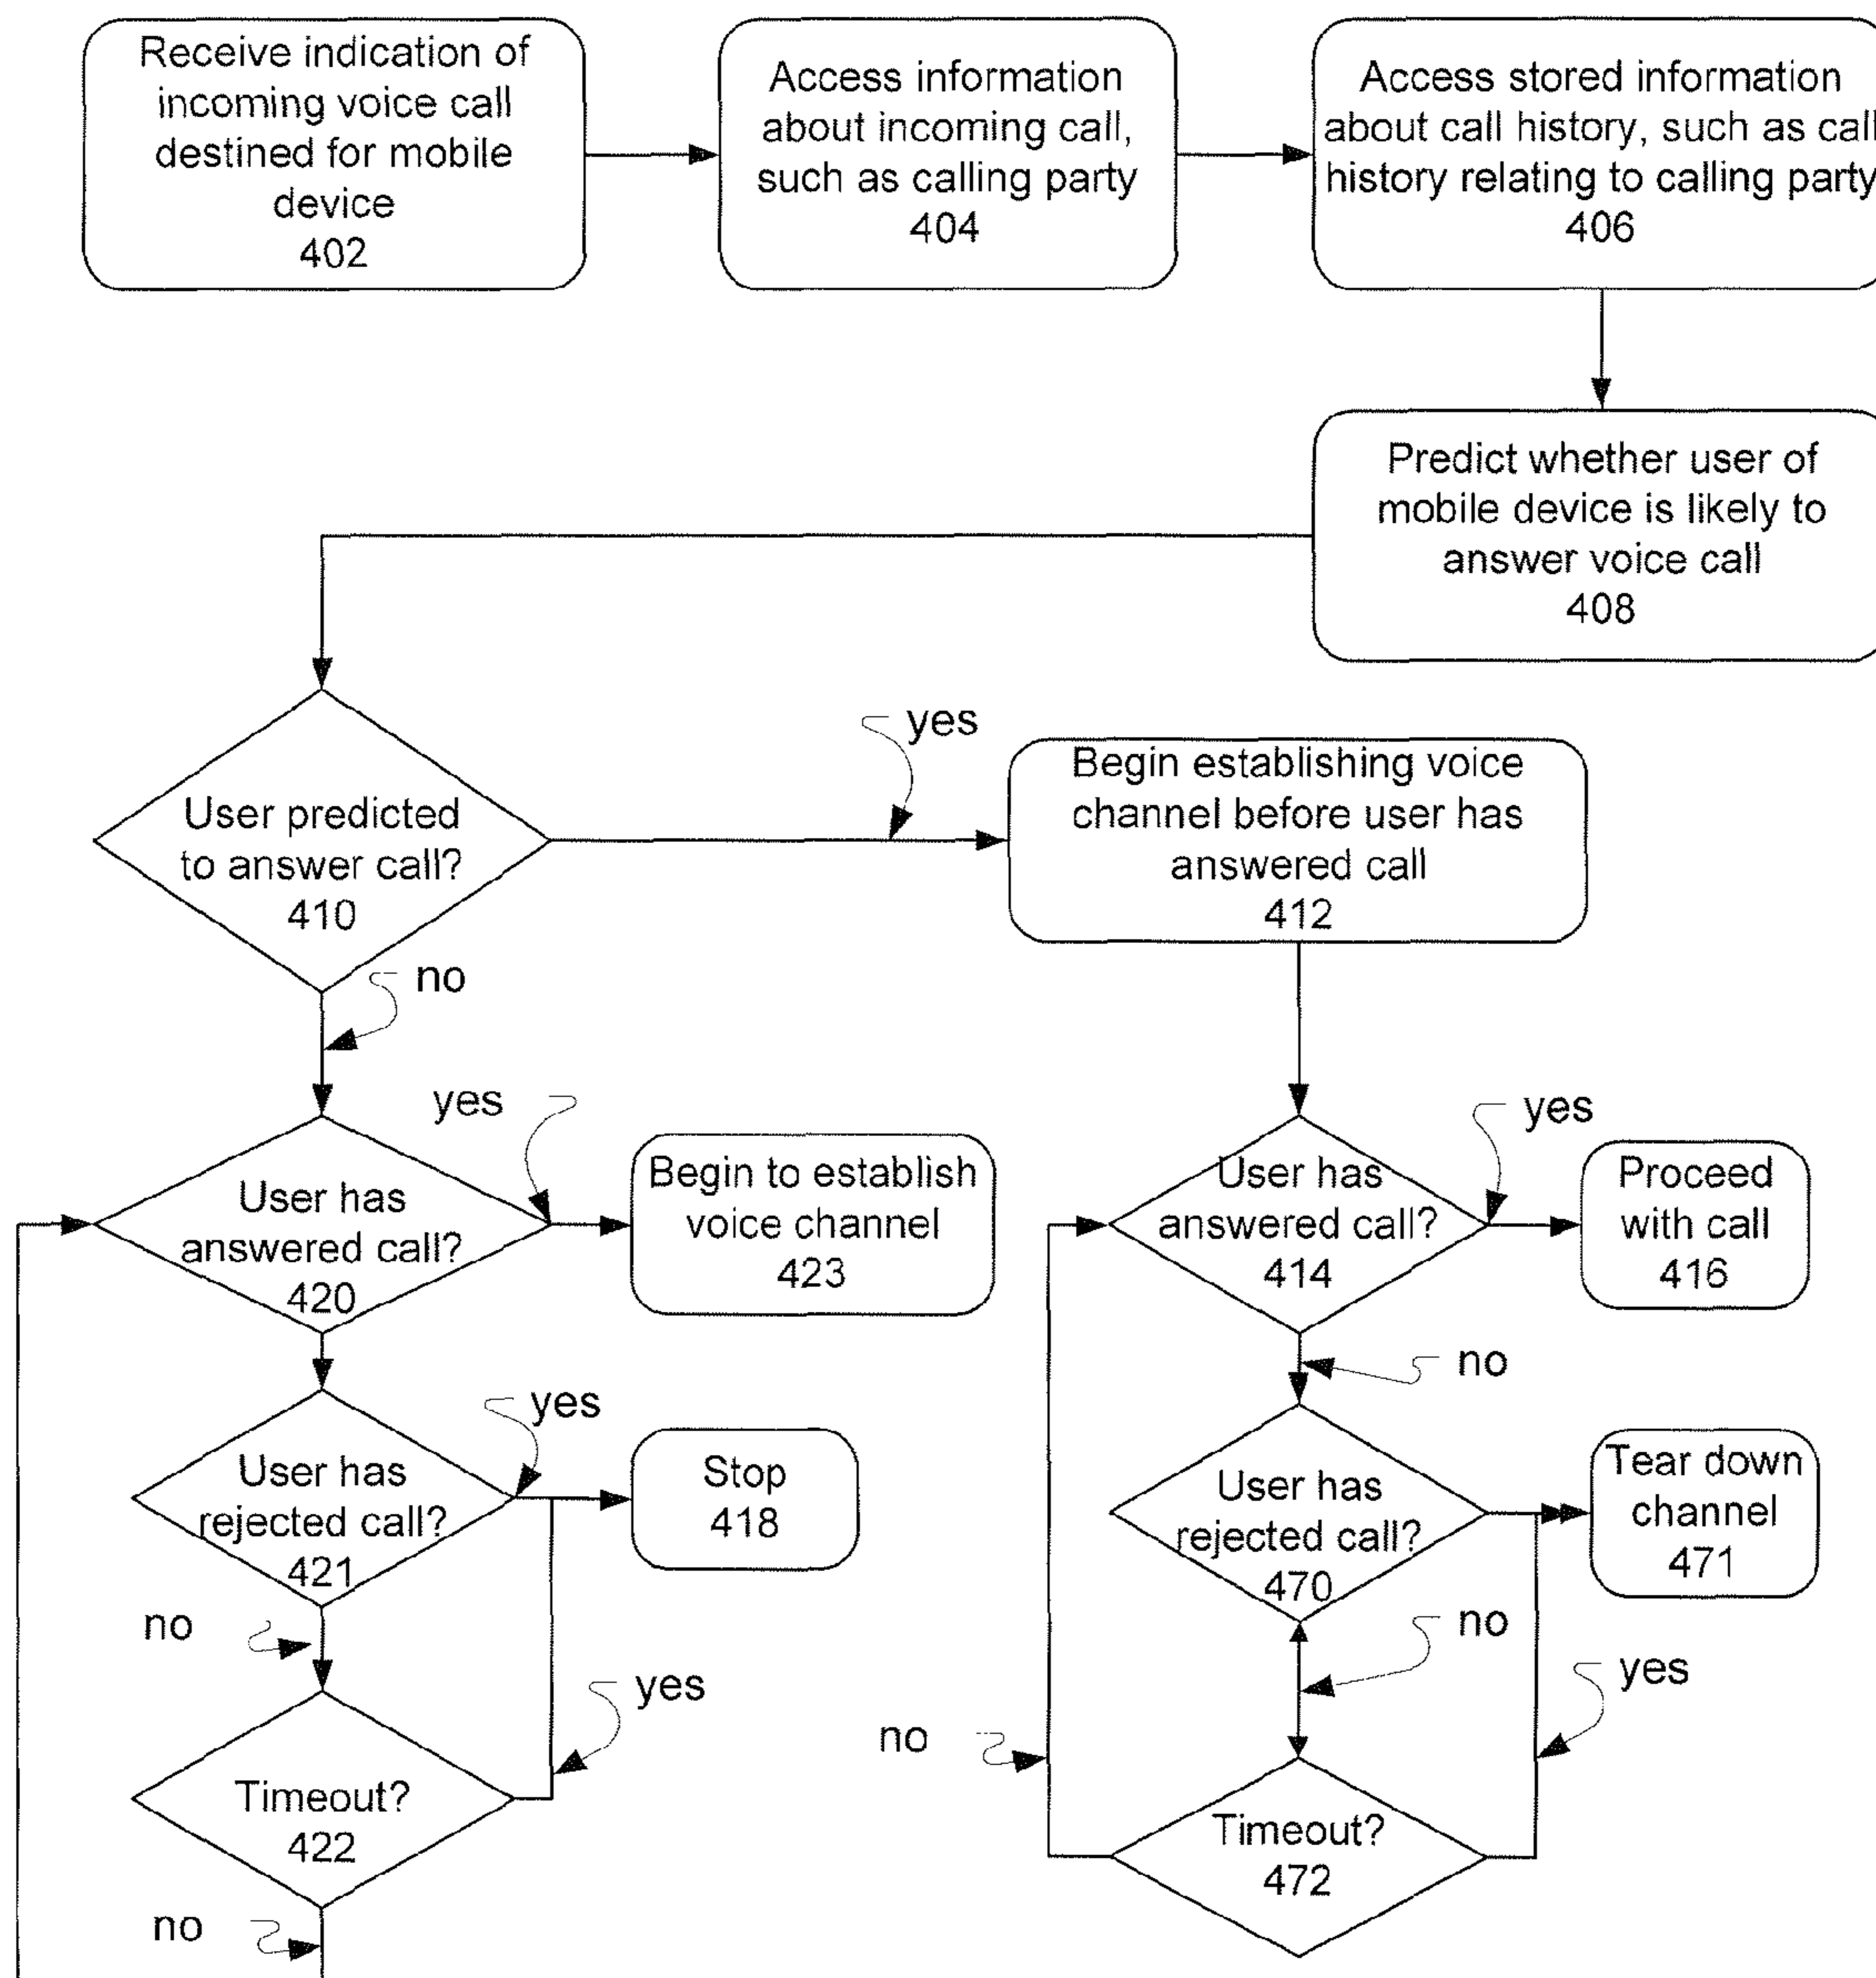 Receive indication of
incoming voice call
destined for mobile
device
402
Access information
about incoming call,
such as calling party
404
Access stored information
about call history, such as call
history relating to calling party
406
Predict whether user of
mobile device is likely to
answer voice call
408
User predicted
to answer call?
410
yes
Begin establishing voice
channel before user has
answered call
412
no
User has
answered call?
420
yes
Begin to establish
voice channel
423
User has
answered call?
414
yes
Proceed
with call
416
no
User has
rejected call?
421
yes
Stop
418
User has
rejected call?
470
Tear down
channel
471
no
no
Timeout?
422
yes
no
Timeout?
472
yes
no